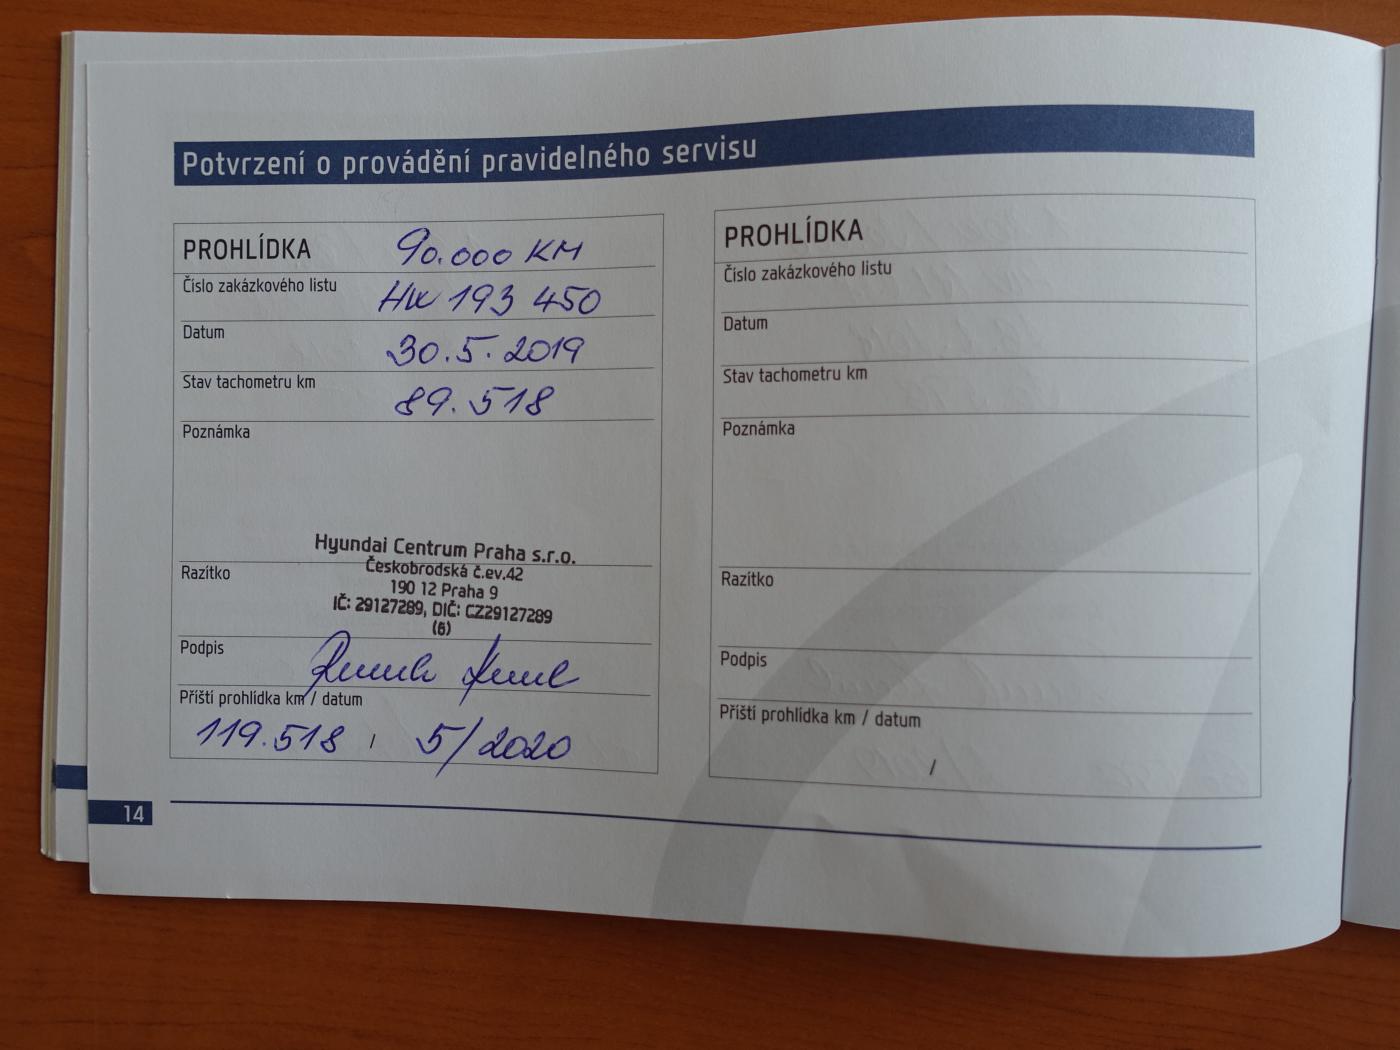 Potvrzení o provádění pravidelného servisu
PROHLÍDKA 90.000 KM
Číslo zakázkového listu HW 193 450
Datum 30.5.2019
Stav tachometru km 89.518
Poznámka
Hyundai Centrum Praha s.r.o.
Českobrodská č.ev.42
190 12 Praha 9
IČ: 29127289, DIČ: CZ29127289
(6)
Razítko
Podpis
Příští prohlídka km / datum
119.518 / 5/2020
PROHLÍDKA
Číslo zakázkového listu
Datum
Stav tachometru km
Poznámka
Razítko
Podpis
Příští prohlídka km / datum
/
14